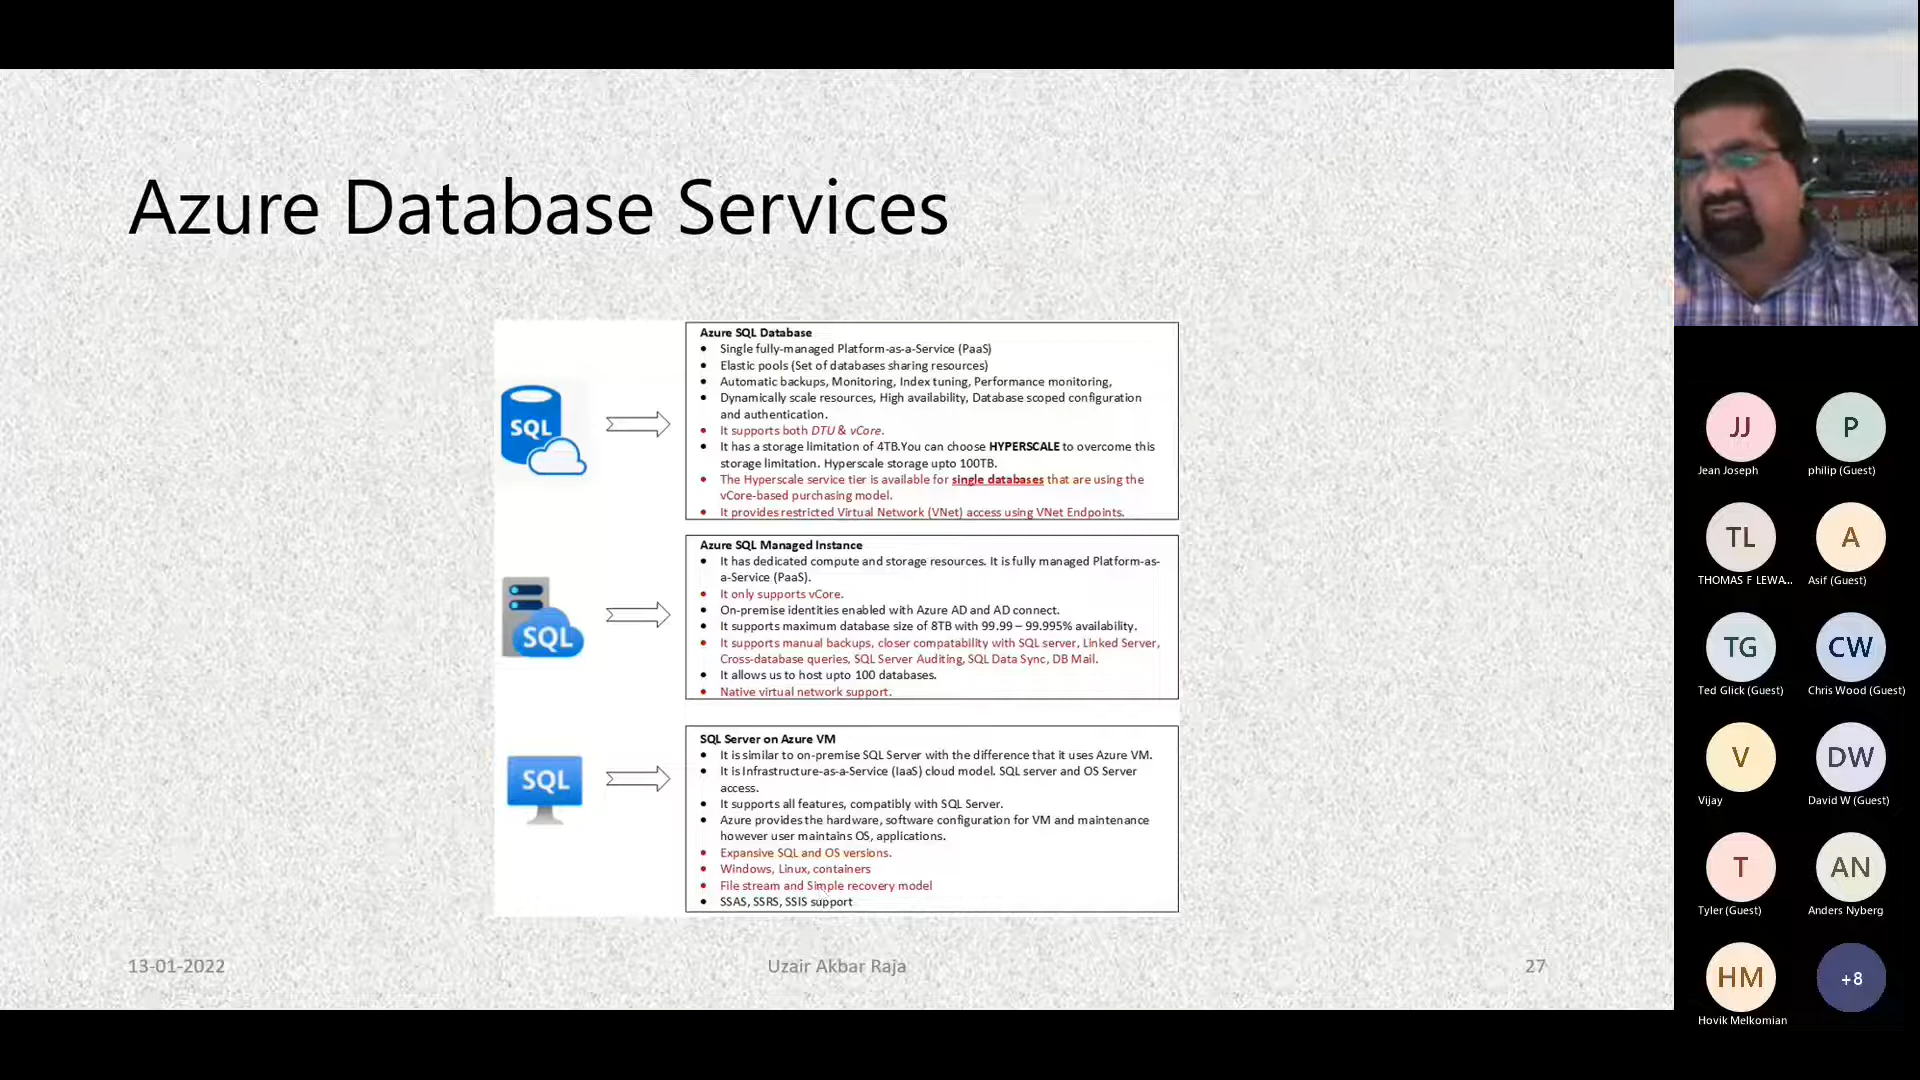 Azure Database Services
SQL
Azure SQL Database
• Single fully-managed Platform-as-a-Service (PaaS)
• Elastic pools (Set of databases sharing resources)
• Automatic backups, Monitoring, Index tuning, Performance monitoring,
• Dynamically scale resources, High availability, Database scoped configuration
and authentication.
• It supports both DTU & vCore.
• It has a storage limitation of 4TB.You can choose HYPERSCALE to overcome this
storage limitation. Hyperscale storage upto 100TB.
• The Hyperscale service tier is available for single databases that are using the
vCore-based purchasing model.
• It provides restricted Virtual Network (VNet) access using VNet Endpoints.
SQL
Azure SQL Managed Instance
• It has dedicated compute and storage resources. It is fully managed Platform-as-
a-Service (PaaS).
• It only supports vCore.
• On-premise identities enabled with Azure AD and AD connect.
• It supports maximum database size of 8TB with 99.99 – 99.995% availability.
• It supports manual backups, closer compatability with SQL server, Linked Server,
Cross-database queries, SQL Server Auditing, SQL Data Sync, DB Mail.
• It allows us to host upto 100 databases.
• Native virtual network support.
SQL
SQL Server on Azure VM
• It is similar to on-premise SQL Server with the difference that it uses Azure VM.
• It is Infrastructure-as-a-Service (IaaS) cloud model. SQL server and OS Server
access.
• It supports all features, compatibly with SQL Server.
• Azure provides the hardware, software configuration for VM and maintenance
however user maintains OS, applications.
• Expansive SQL and OS versions.
• Windows, Linux, containers
• File stream and Simple recovery model
• SSAS, SSRS, SSIS support
13-01-2022
Uzair Akbar Raja
27
JJ
P
Jean Joseph
philip (Guest)
TL
A
THOMAS F LEWA...
Asif (Guest)
TG
CW
Ted Glick (Guest)
Chris Wood (Guest)
V
DW
Vijay
David W (Guest)
T
AN
Tyler (Guest)
Anders Nyberg
HM
+8
Hovik Melkomian